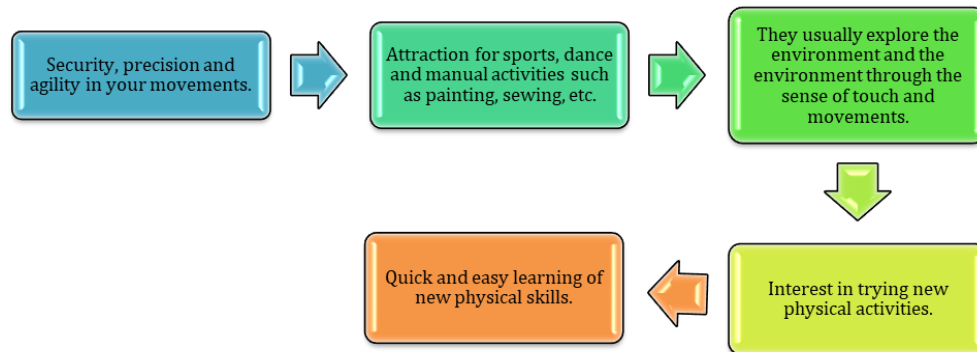 Security, precision and
agility in your movements.
Attraction for sports, dance
and manual activities such
as painting, sewing, etc.
They usually explore the
environment and the
environment through the
sense of touch and
movements.
Interest in trying new
physical activities.
Quick and easy learning of
new physical skills.